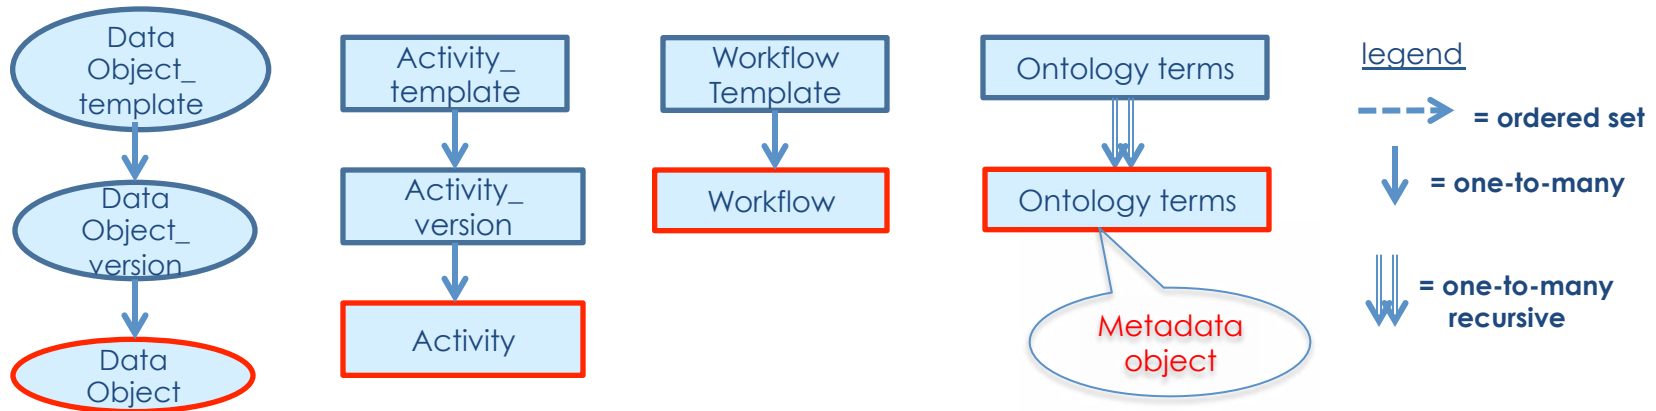 Data
Object_
template
Data
Object_
version
Data
Object
Activity_
template
Activity_
version
Activity
Workflow
Template
Workflow
Ontology terms
Ontology terms
Metadata
object
legend
= ordered set
= one-to-many
= one-to-many
recursive